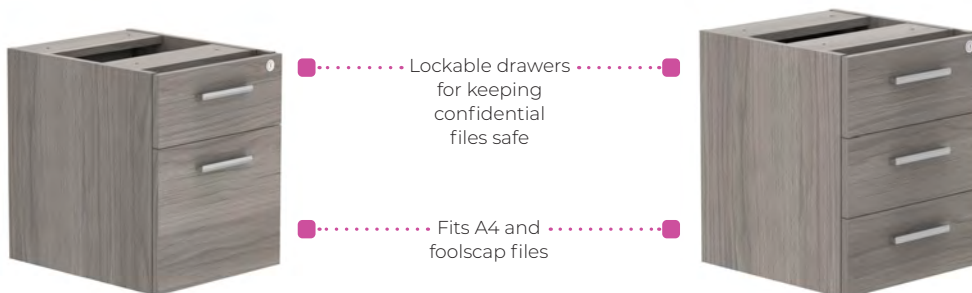 Lockable drawers
for keeping
confidential
files safe
Fits A4 and
foolscap files